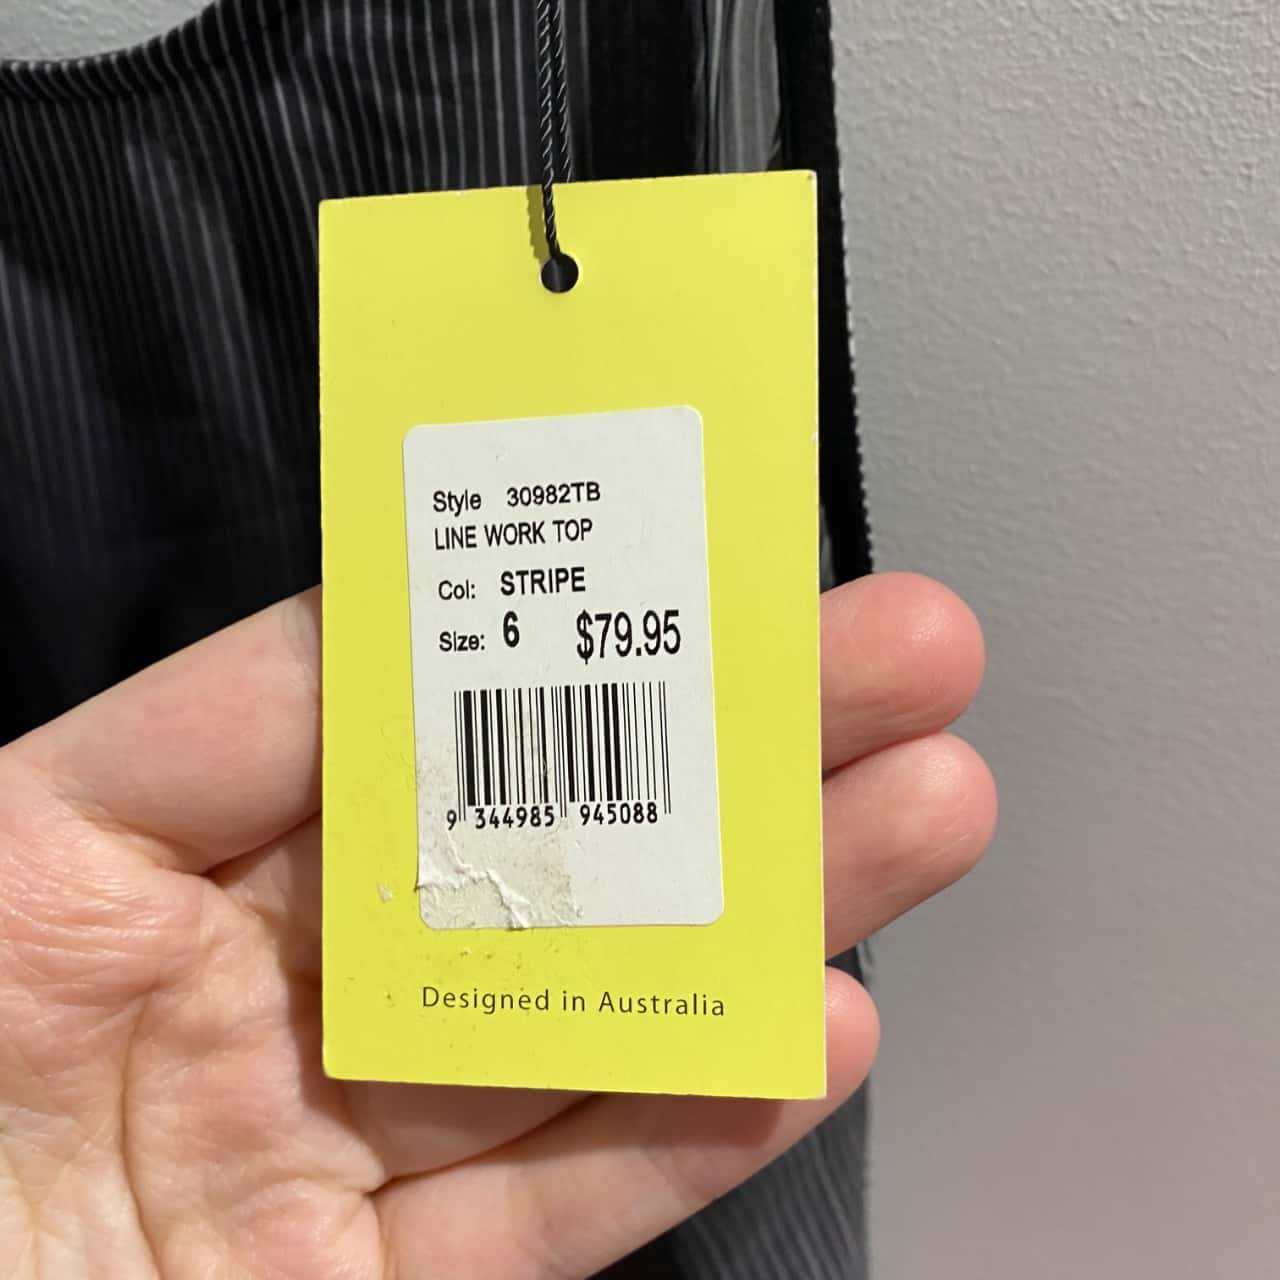 Style 30982TB
LINE WORK TOP
Col: STRIPE
Size: 6 $79.95
9 344985 945088
Designed in Australia